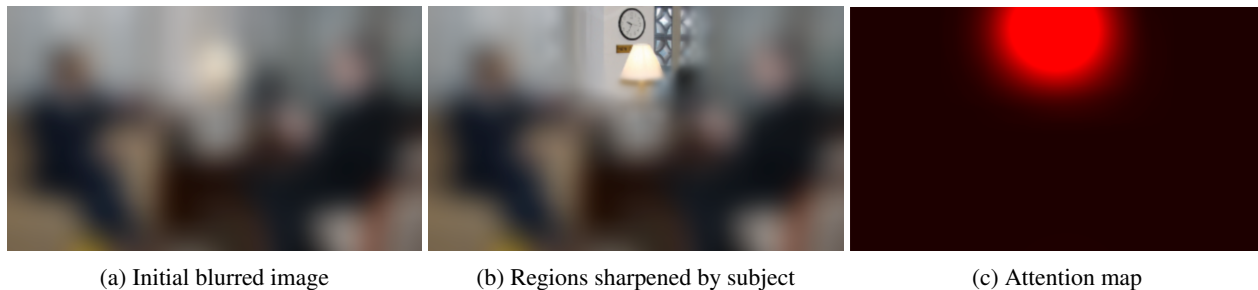 (a) Initial blurred image
(b) Regions sharpened by subject
(c) Attention map